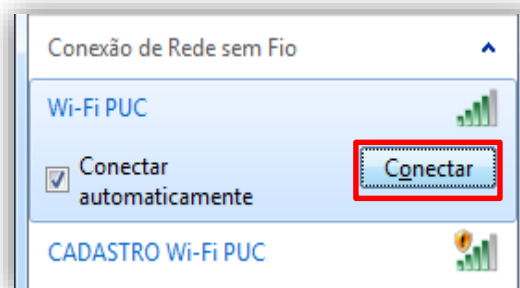 Conexão de Rede sem Fio
Wi-Fi PUC
Conectar
automaticamente
Conectar
CADASTRO Wi-Fi PUC